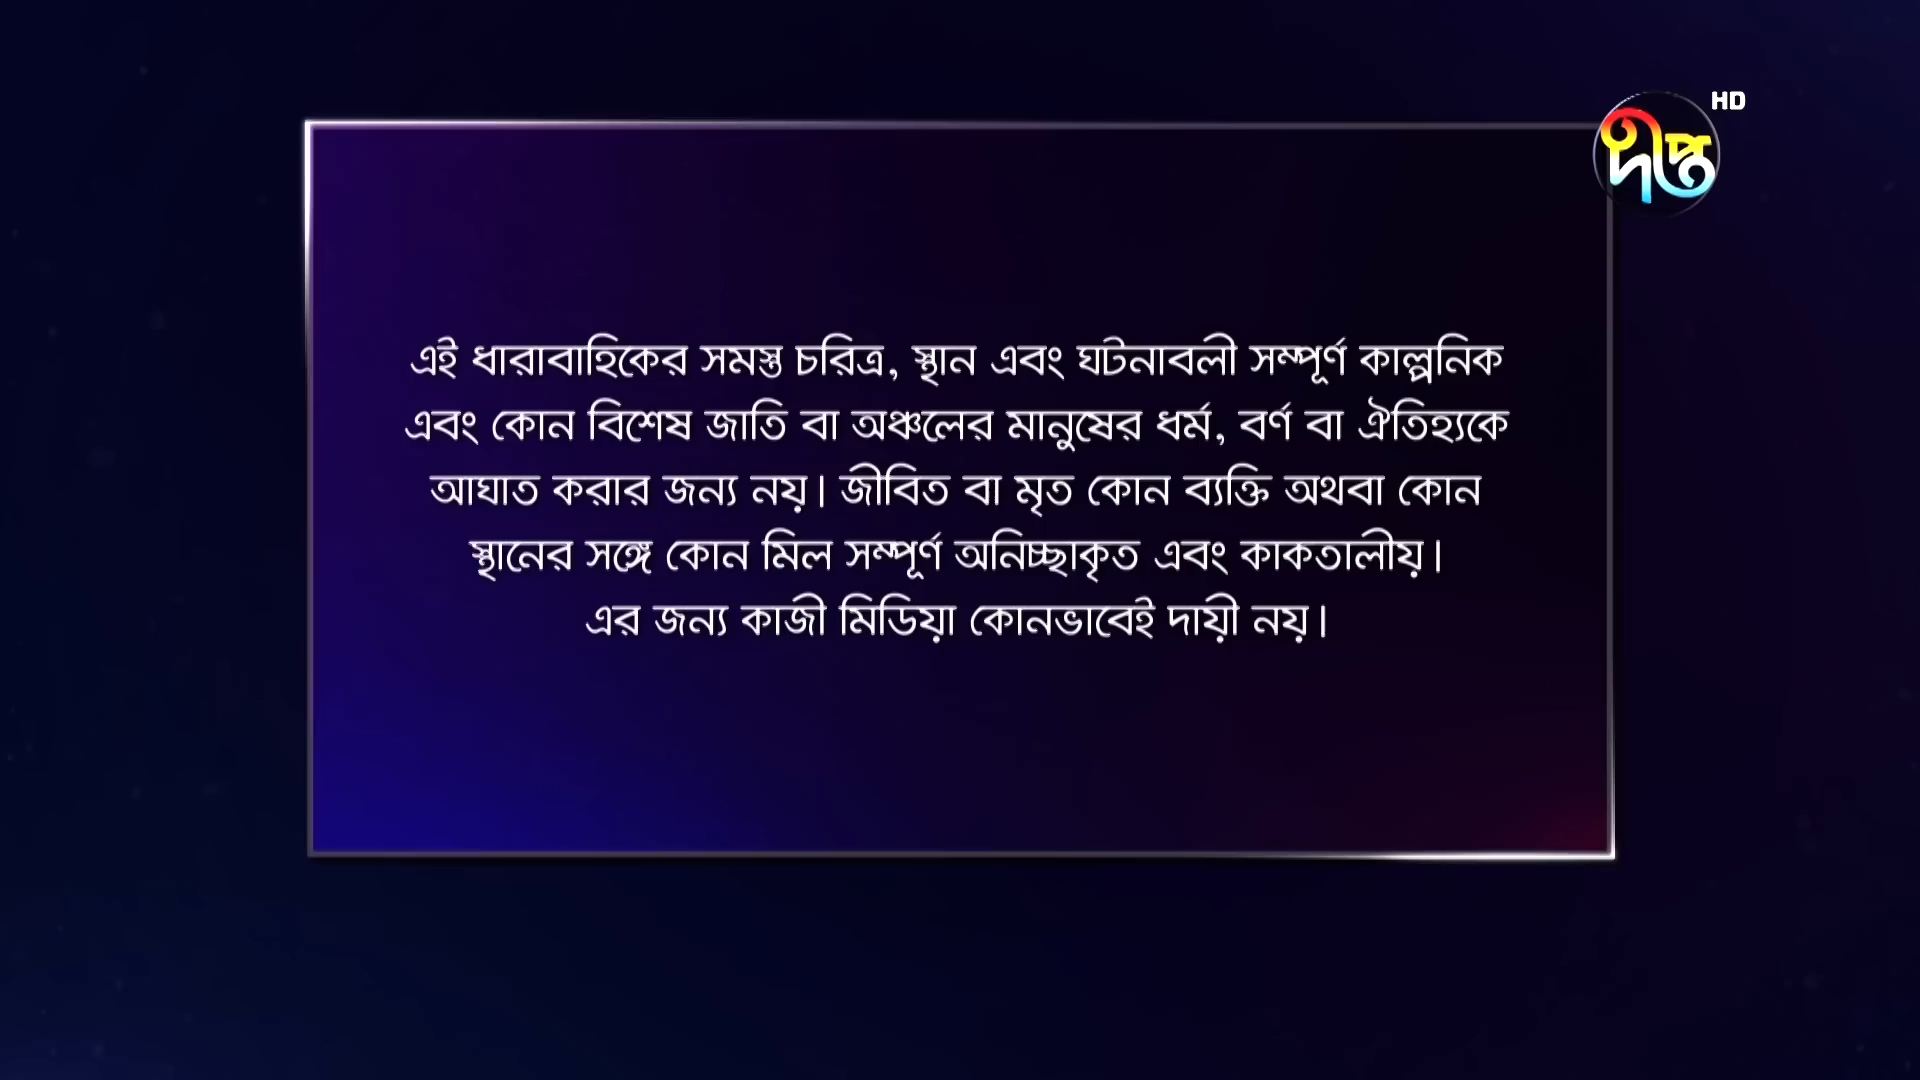 HD
দীপ্ত
এই ধারাবাহিকের সমস্ত চরিত্র, স্থান এবং ঘটনাবলী সম্পূর্ণ কাল্পনিক
এবং কোন বিশেষ জাতি বা অঞ্চলের মানুষের ধর্ম, বর্ণ বা ঐতিহ্যকে
আঘাত করার জন্য নয়। জীবিত বা মৃত কোন ব্যক্তি অথবা কোন
স্থানের সঙ্গে কোন মিল সম্পূর্ণ অনিচ্ছাকৃত এবং কাকতালীয়।
এর জন্য কাজী মিডিয়া কোনভাবেই দায়ী নয়।